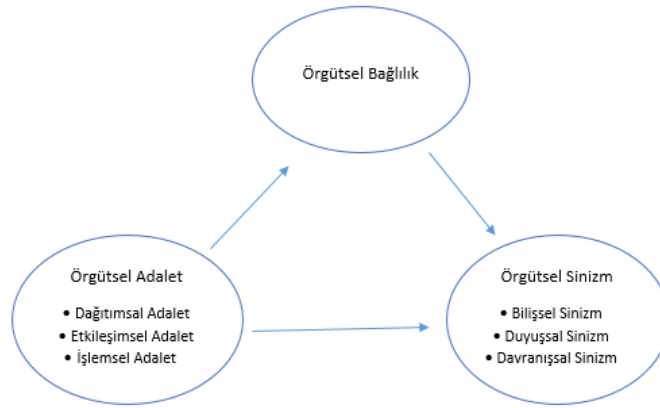 Örgütsel Bağlılık
Örgütsel Adalet
• Dağıtımsal Adalet
• Etkileşimsel Adalet
• İşlemsel Adalet
Örgütsel Sinizm
• Bilişsel Sinizm
• Duyuşsal Sinizm
• Davranışsal Sinizm